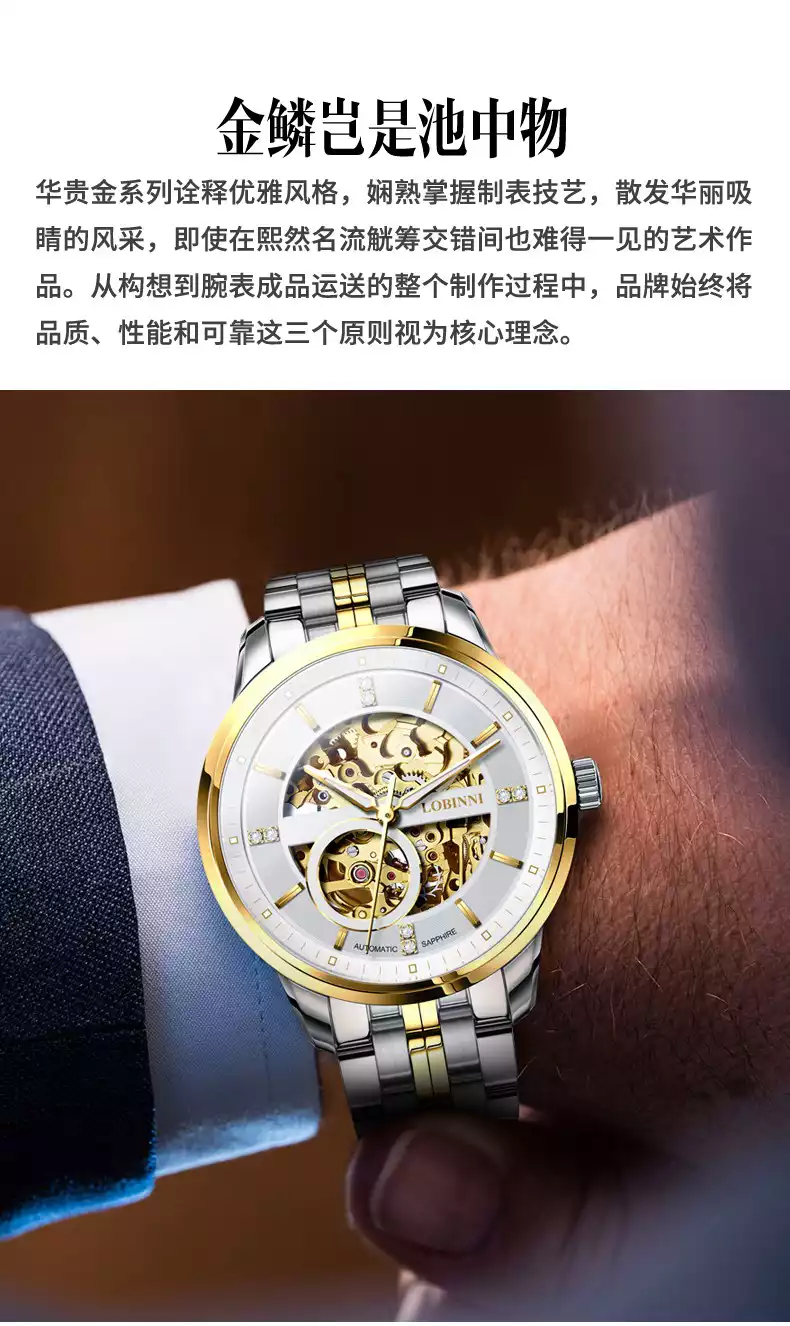 金鳞岂是池中物
华贵金系列诠释优雅风格，娴熟掌握制表技艺，散发华丽吸
睛的风采，即使在熙然名流觥筹交错间也难得一见的艺术作
品。从构想到腕表成品运送的整个制作过程中，品牌始终将
品质、性能和可靠这三个原则视为核心理念。
LOBINNI
AUTOMATIC SAPPHIRE